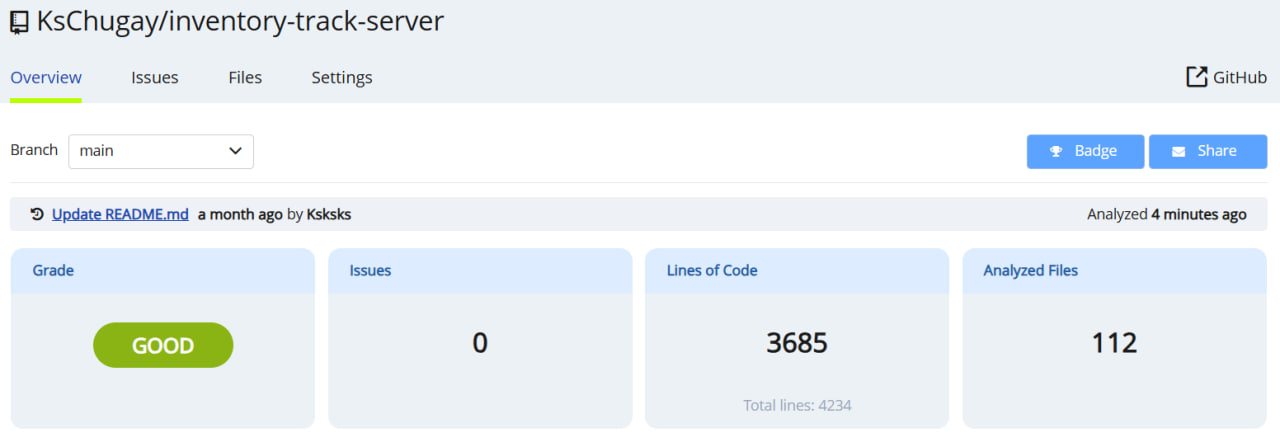 KsChugay/inventory-track-server
Overview Issues Files Settings GitHub
Branch main Badge Share
Update README.md a month ago by Ksksks Analyzed 4 minutes ago
Grade Issues Lines of Code Analyzed Files
GOOD 0 3685 112
Total lines: 4234